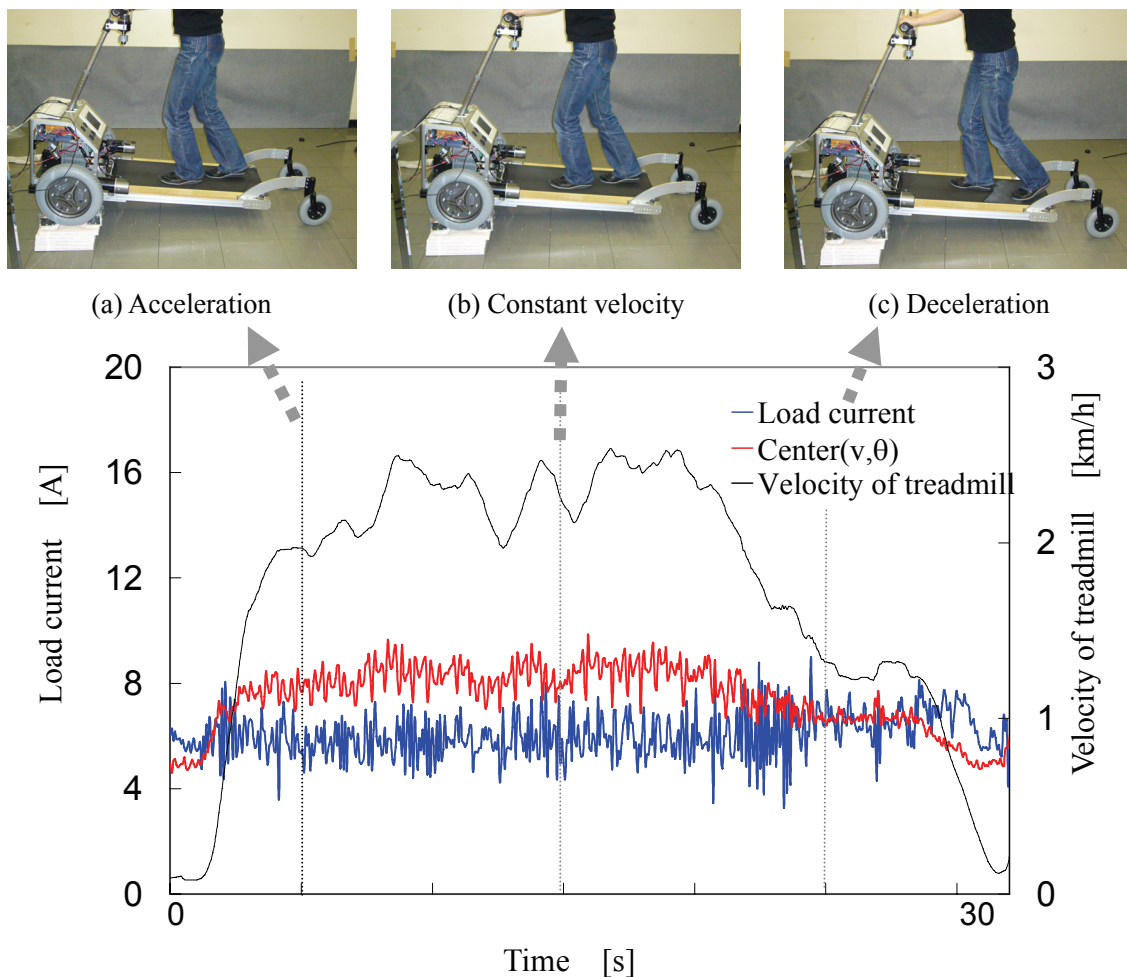 (a) Acceleration
(b) Constant velocity
(c) Deceleration
20
16
12
8
4
0
Load current [A]
3
2
1
0
Velocity of treadmill [km/h]
Load current
Center(v,θ)
Velocity of treadmill
0
30
Time [s]